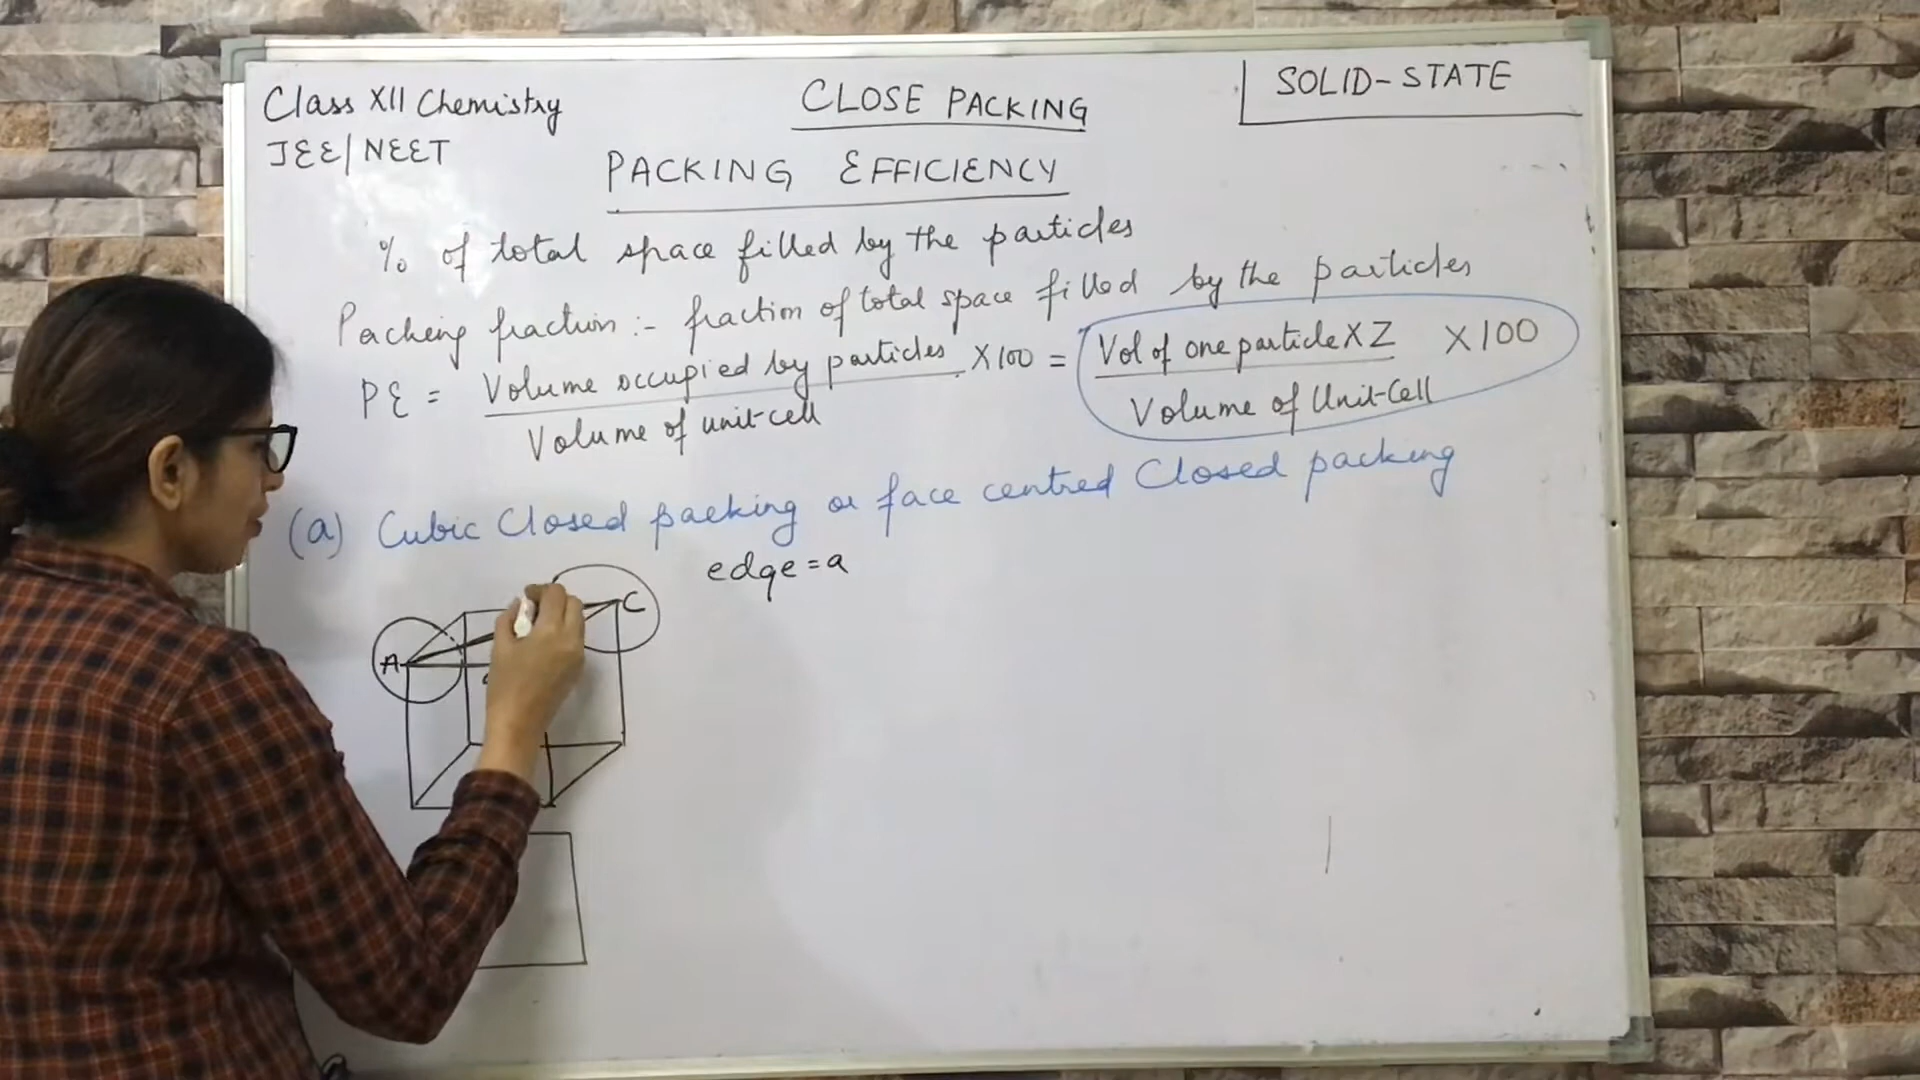 Class XII Chemistry
JEE/NEET
CLOSE PACKING
SOLID-STATE
PACKING EFFICIENCY
% of total space filled by the particles
Packing fraction :- fraction of total space filled by the particles
PE = Volume occupied by particles / Volume of unit-cell X 100 = Vol of one particle X Z / Volume of Unit-Cell X 100
(a) Cubic Closed packing or face centred Closed packing
edge = a
A
C